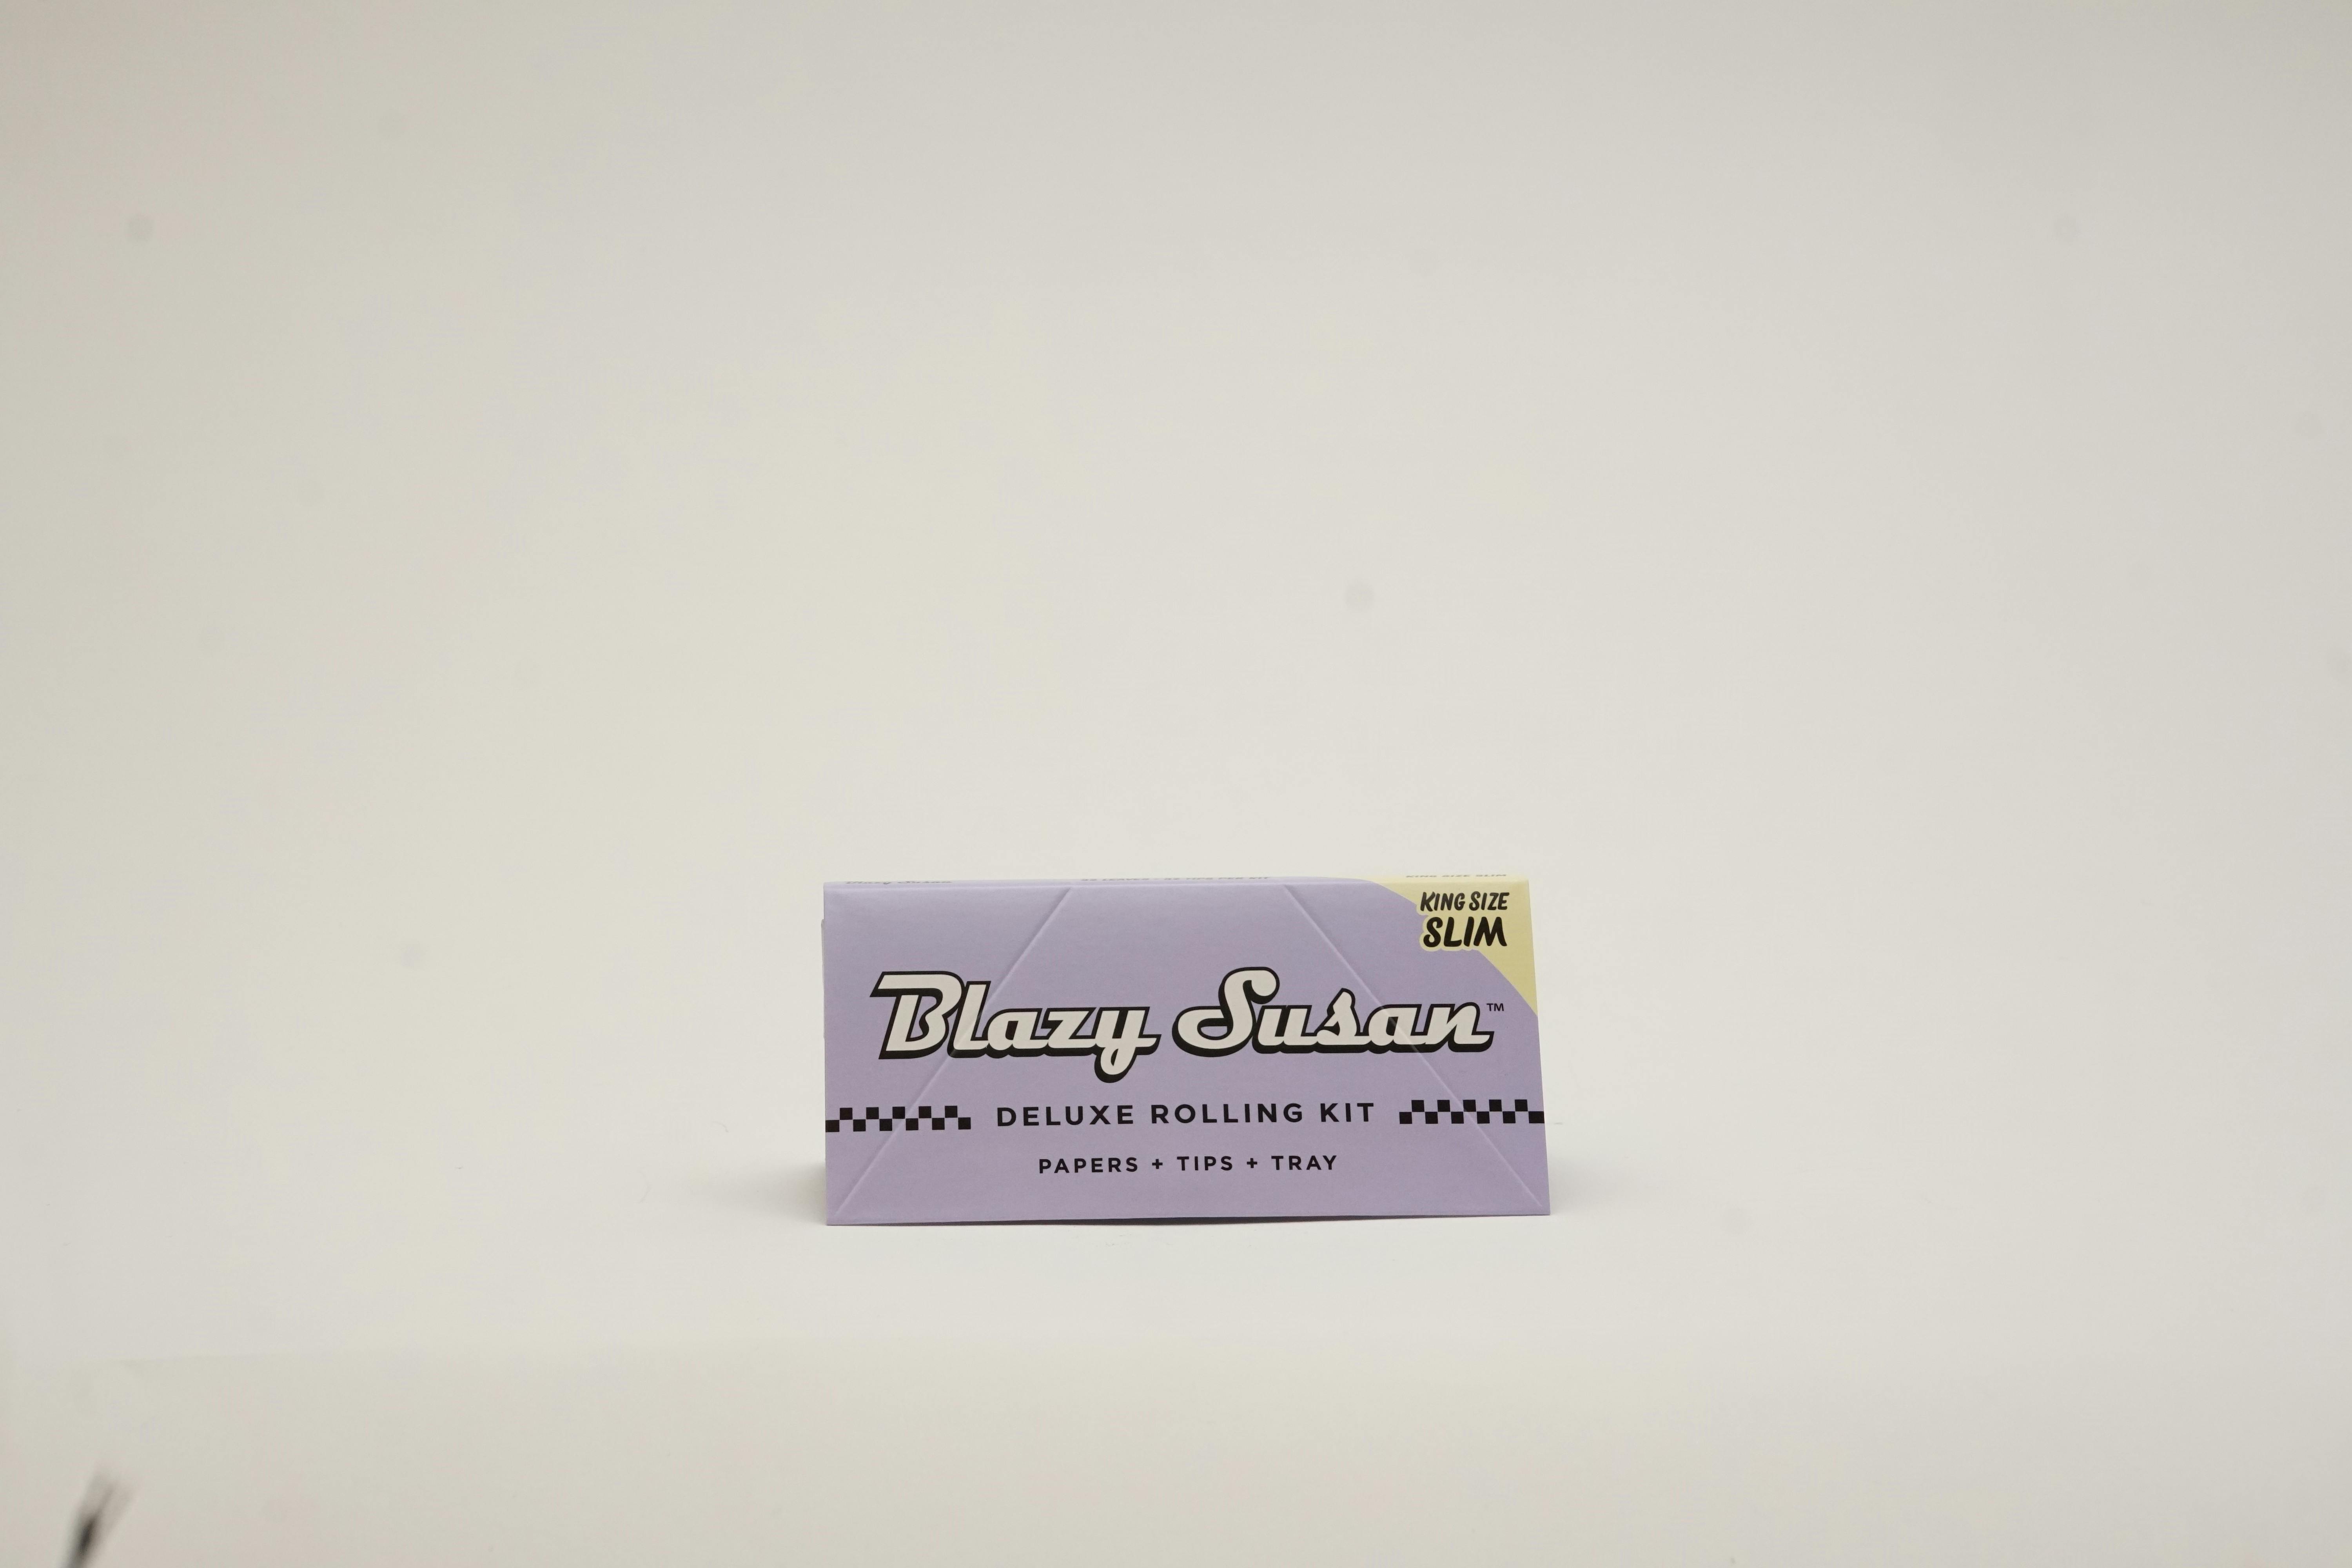 KING SIZE
SLIM
Blazy Susan™
DELUXE ROLLING KIT
PAPERS + TIPS + TRAY